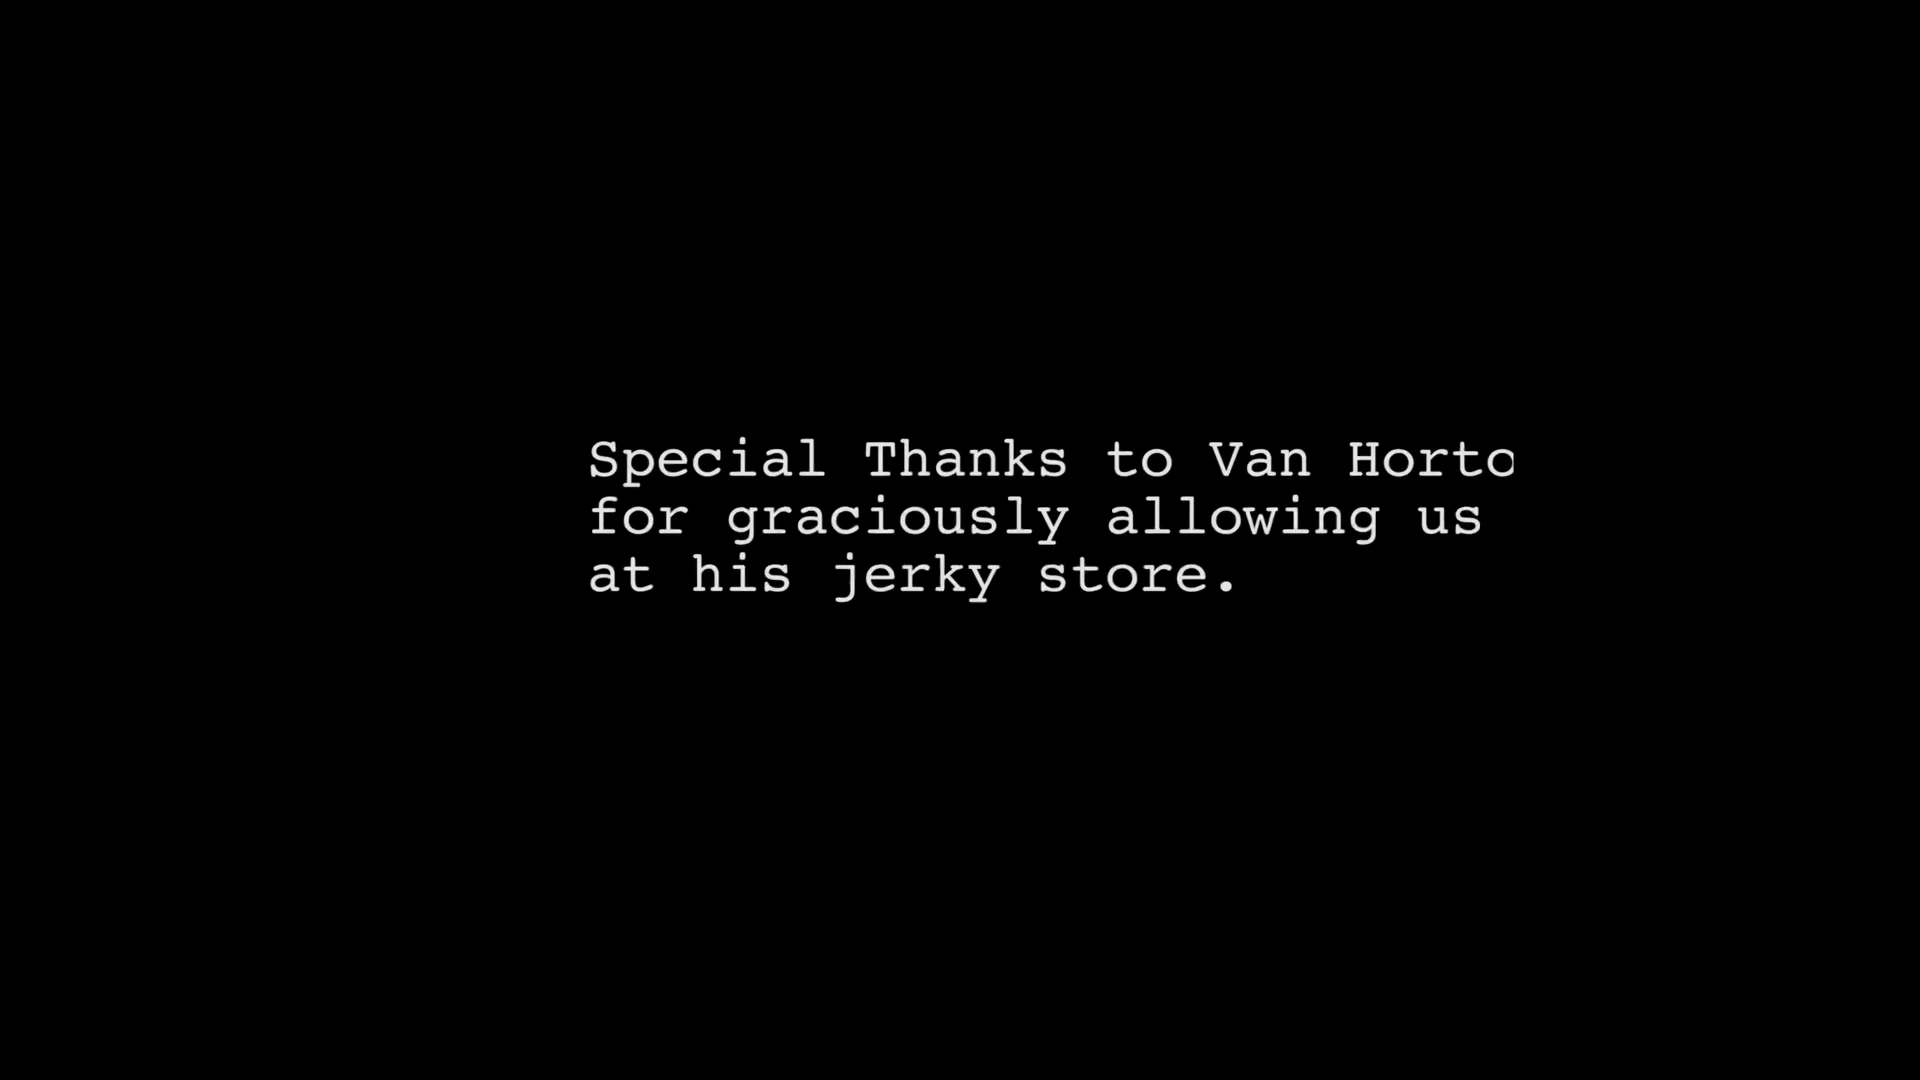 Special Thanks to Van Horto
for graciously allowing us
at his jerky store.